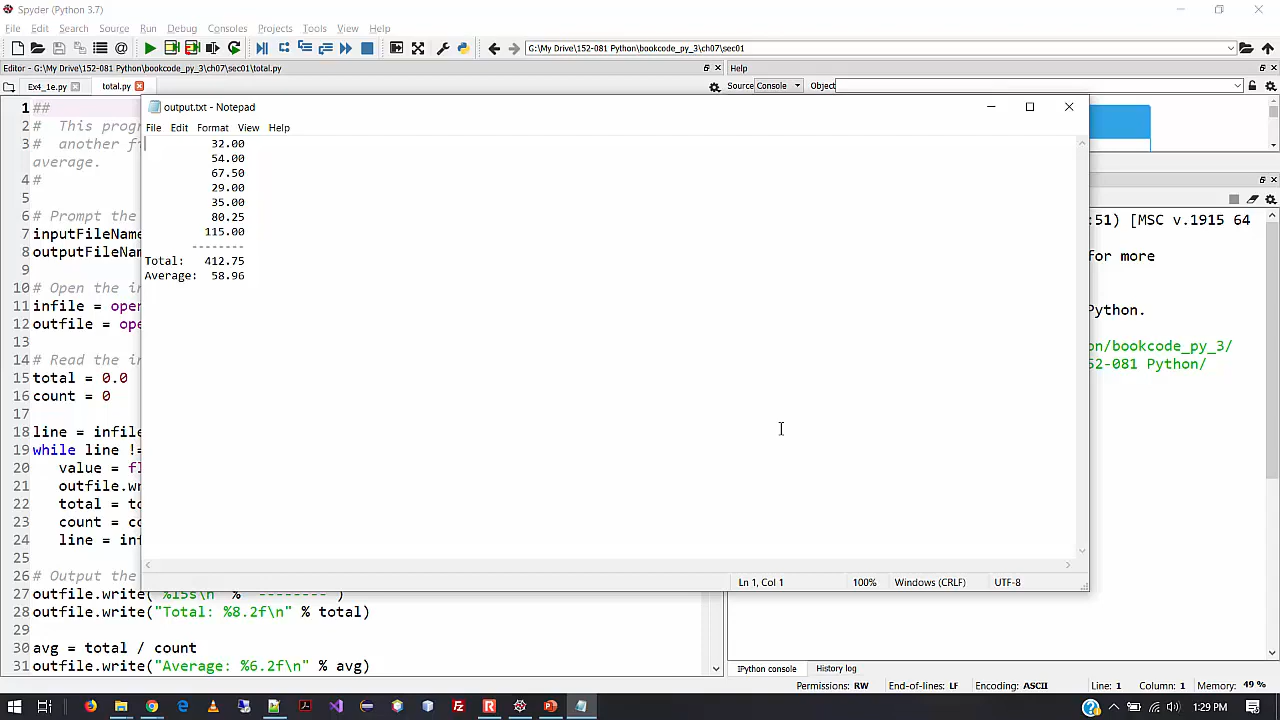 Spyder (Python 3.7)
File Edit Search Source Run Debug Consoles Projects Tools View Help
G:\My Drive\152-081 Python\bookcode_py_3\ch07\sec01
Editor - G:\My Drive\152-081 Python\bookcode_py_3\ch07\sec01\total.py
Help
Ex4_1e.py total.py
Source Console Object
output.txt - Notepad
File Edit Format View Help
32.00
54.00
67.50
29.00
35.00
80.25
115.00
--------
Total: 412.75
Average: 58.96
Ln 1, Col 1 100% Windows (CRLF) UTF-8
1 ##
2 # This prog
3 # another f
average.
4 #
5
6 # Prompt the
7 inputFileName
8 outputFileNam
9
10 # Open the in
11 infile = open
12 outfile = ope
13
14 # Read the in
15 total = 0.0
16 count = 0
17
18 line = infile
19 while line !=
20 value = fl
21 outfile.wr
22 total = to
23 count = co
24 line = inf
25
26 # Output the
27 outfile.write("%15s\n" % "--------")
28 outfile.write("Total: %8.2f\n" % total)
29
30 avg = total / count
31 outfile.write("Average: %6.2f\n" % avg)
:51) [MSC v.1915 64
for more
Python.
on/bookcode_py_3/
52-081 Python/
IPython console History log
Permissions: RW End-of-lines: LF Encoding: ASCII Line: 1 Column: 1 Memory: 49 %
1:29 PM